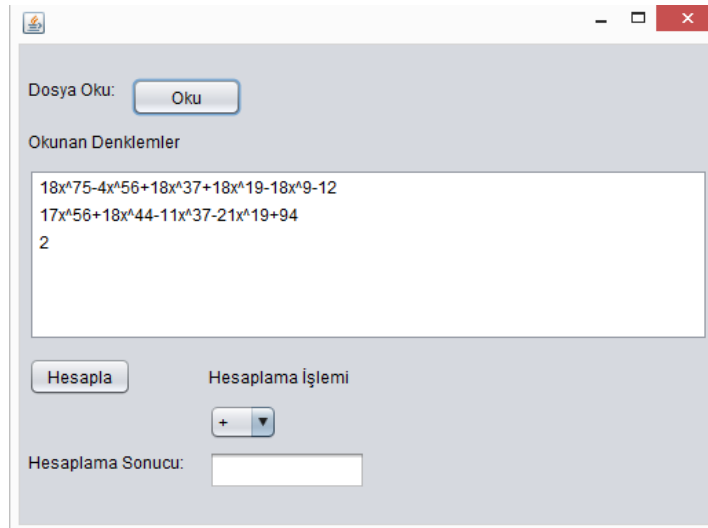 Dosya Oku: Oku
Okunan Denklemler
18x^75-4x^56+18x^37+18x^19-18x^9-12
17x^56+18x^44-11x^37-21x^19+94
2
Hesapla Hesaplama İşlemi
+
Hesaplama Sonucu: